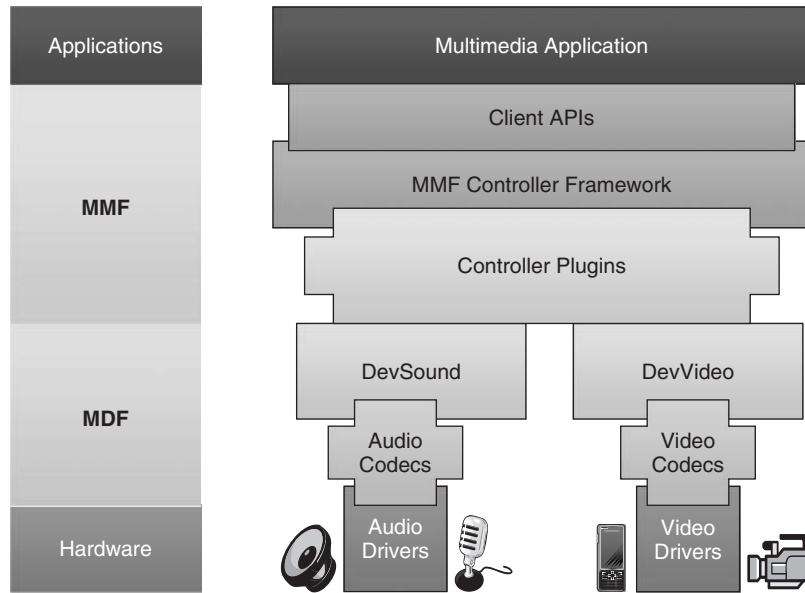 Applications
Multimedia Application
Client APIs
MMF Controller Framework
MMF
Controller Plugins
DevSound
DevVideo
MDF
Audio
Codecs
Video
Codecs
Hardware
Audio
Drivers
Video
Drivers